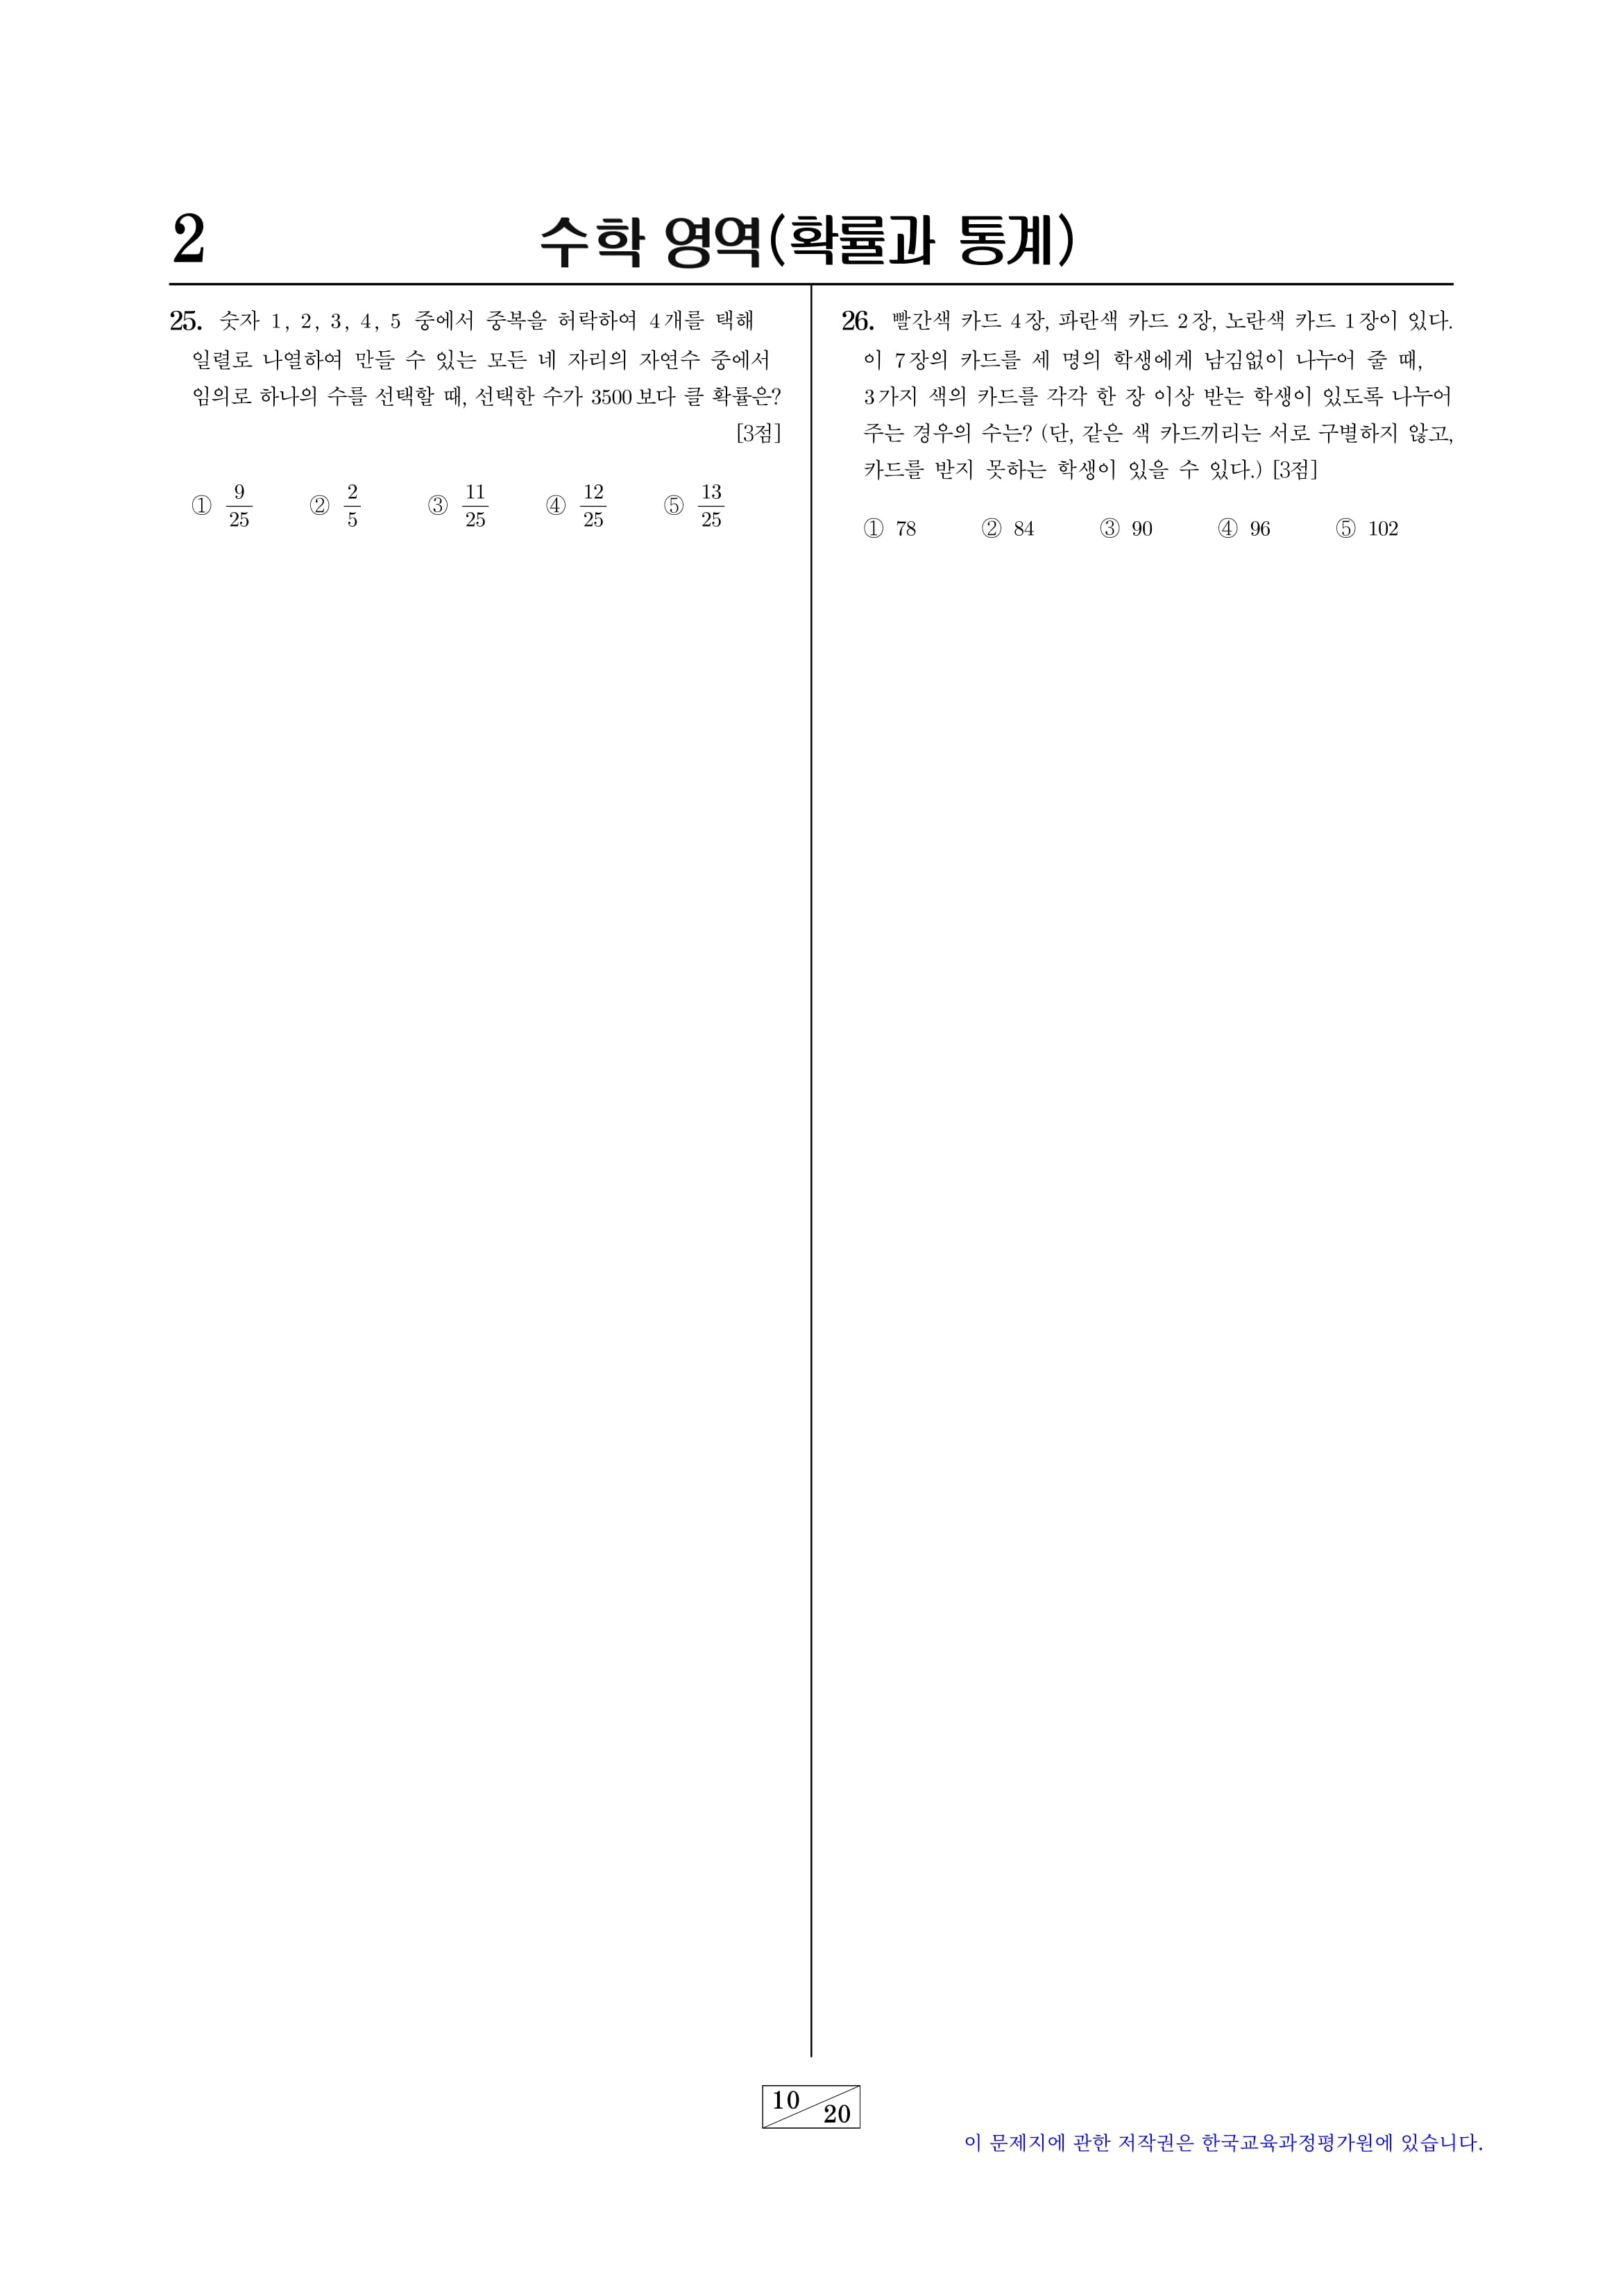 2
수학 영역(확률과 통계)
25. 숫자 1, 2, 3, 4, 5 중에서 중복을 허락하여 4개를 택해
일렬로 나열하여 만들 수 있는 모든 네 자리의 자연수 중에서
임의로 하나의 수를 선택할 때, 선택한 수가 3500보다 클 확률은?
[3점]
① 9/25 ② 2/5 ③ 11/25 ④ 12/25 ⑤ 13/25
26. 빨간색 카드 4장, 파란색 카드 2장, 노란색 카드 1장이 있다.
이 7장의 카드를 세 명의 학생에게 남김없이 나누어 줄 때,
3가지 색의 카드를 각각 한 장 이상 받는 학생이 있도록 나누어
주는 경우의 수는? (단, 같은 색 카드끼리는 서로 구별하지 않고,
카드를 받지 못하는 학생이 있을 수 있다.) [3점]
① 78 ② 84 ③ 90 ④ 96 ⑤ 102
10/20
이 문제지에 관한 저작권은 한국교육과정평가원에 있습니다.